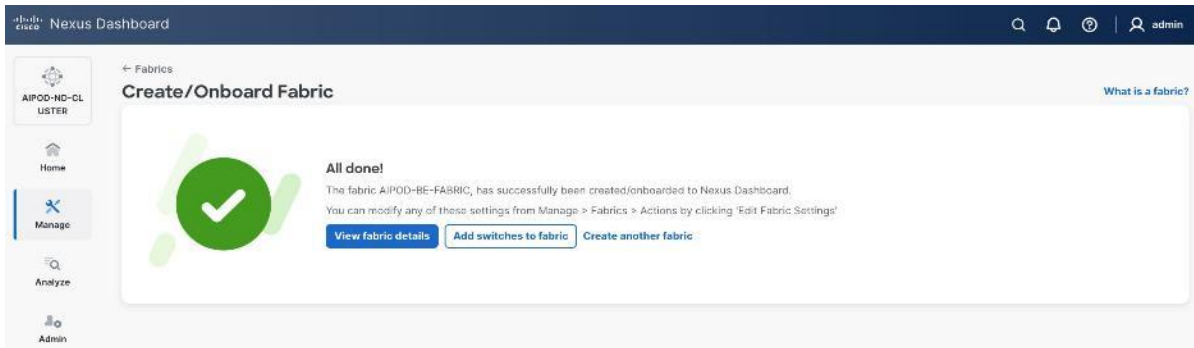 cisco Nexus Dashboard
admin
AIPOD-ND-CL
USTER
Home
Manage
Analyze
Admin
← Fabrics
Create/Onboard Fabric
What is a fabric?
All done!
The fabric AIPOD-BE-FABRIC, has successfully been created/onboarded to Nexus Dashboard.
You can modify any of these settings from Manage > Fabrics > Actions by clicking 'Edit Fabric Settings'
View fabric details
Add switches to fabric
Create another fabric